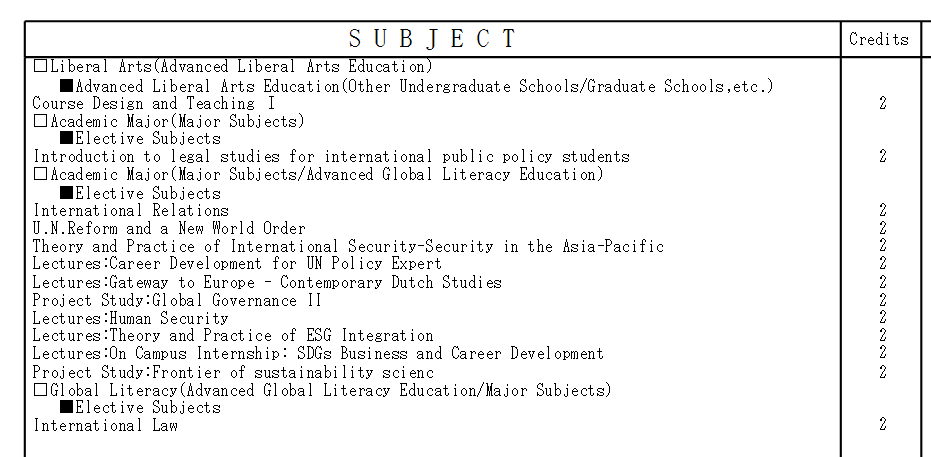 SUBJECT Credits
□Liberal Arts(Advanced Liberal Arts Education)
■Advanced Liberal Arts Education(Other Undergraduate Schools/Graduate Schools,etc.)
Course Design and Teaching Ⅰ 2
□Academic Major(Major Subjects)
■Elective Subjects
Introduction to legal studies for international public policy students 2
□Academic Major(Major Subjects/Advanced Global Literacy Education)
■Elective Subjects
International Relations 2
U.N.Reform and a New World Order 2
Theory and Practice of International Security-Security in the Asia-Pacific 2
Lectures:Career Development for UN Policy Expert 2
Lectures:Gateway to Europe - Contemporary Dutch Studies 2
Project Study:Global Governance II 2
Lectures:Human Security 2
Lectures:Theory and Practice of ESG Integration 2
Lectures:On Campus Internship: SDGs Business and Career Development 2
Project Study:Frontier of sustainability scienc 2
□Global Literacy(Advanced Global Literacy Education/Major Subjects)
■Elective Subjects
International Law 2